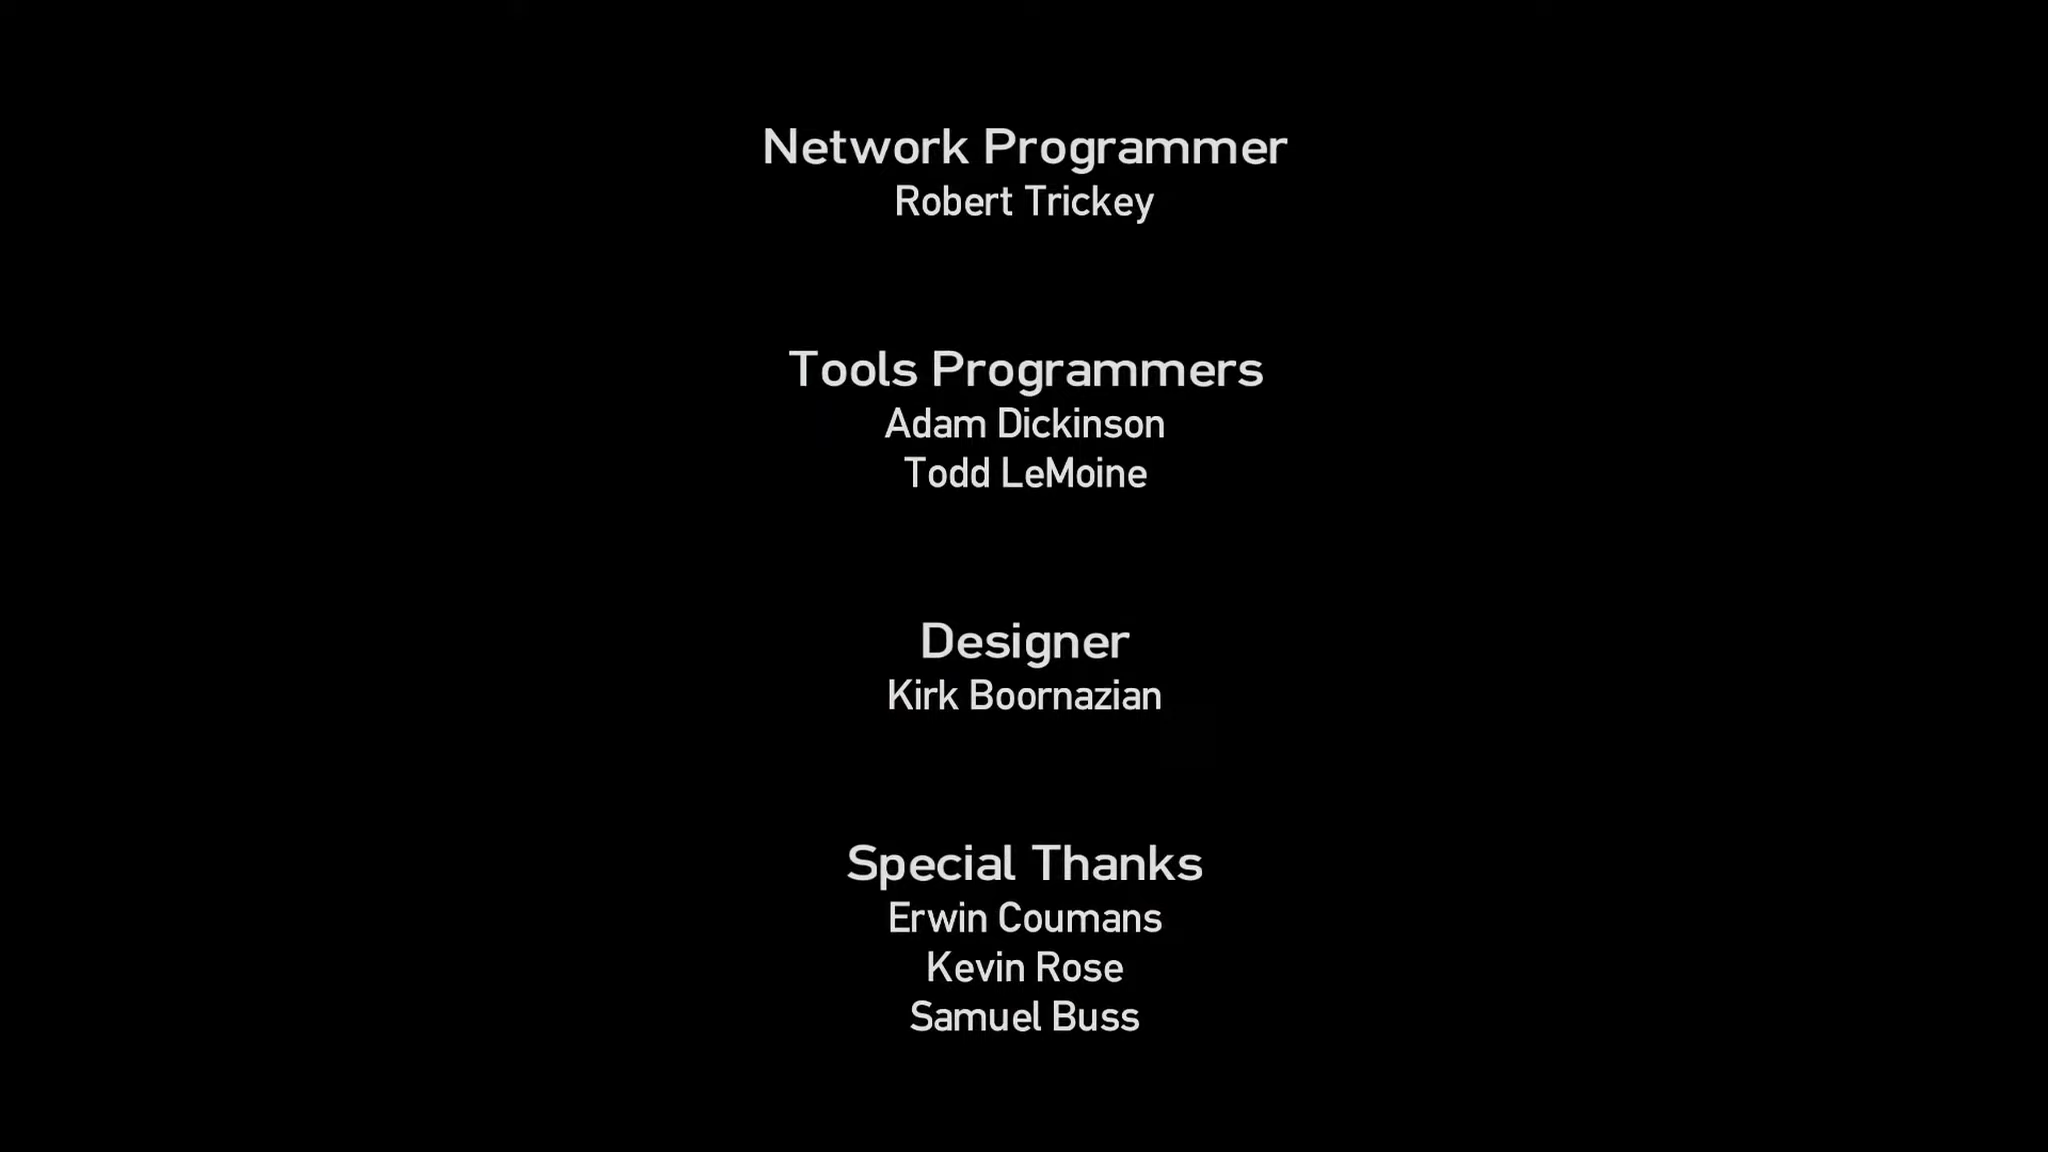 Network Programmer
Robert Trickey
Tools Programmers
Adam Dickinson
Todd LeMoine
Designer
Kirk Boornazian
Special Thanks
Erwin Coumans
Kevin Rose
Samuel Buss